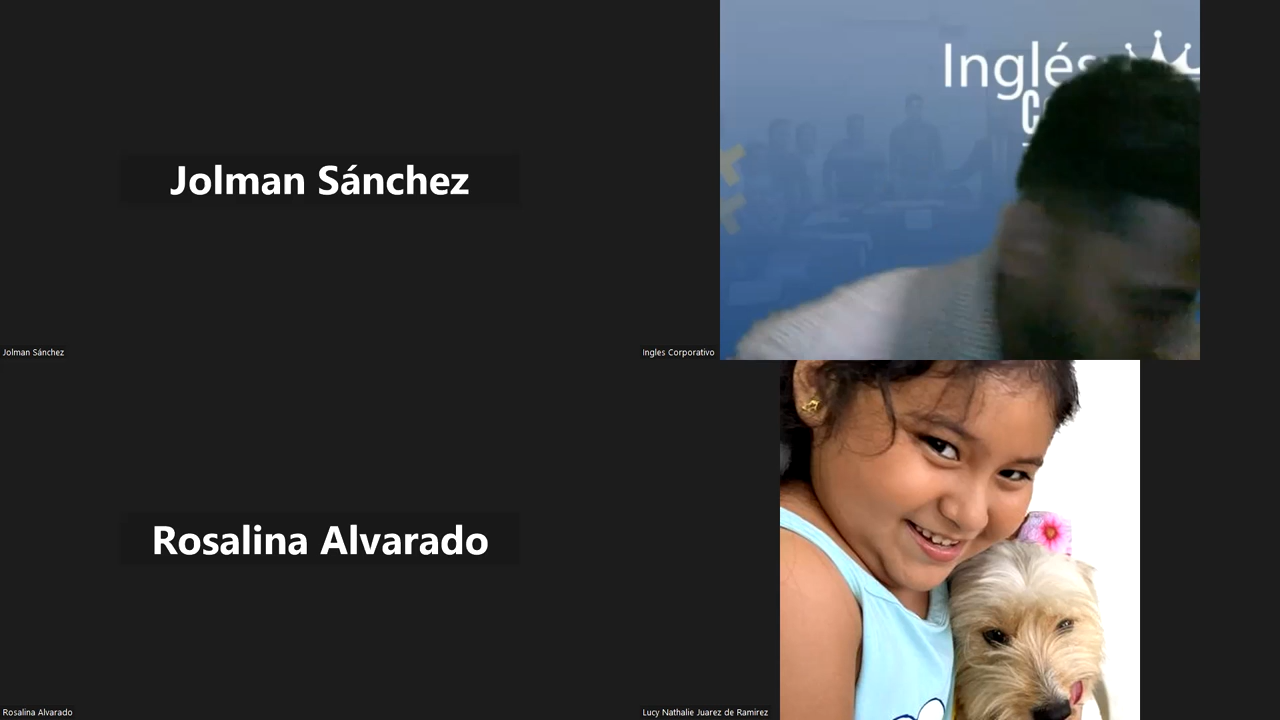 Jolman Sánchez
Jolman Sánchez
Inglés
Ingles Corporativo
Rosalina Alvarado
Rosalina Alvarado
Lucy Nathalie Juarez de Ramirez